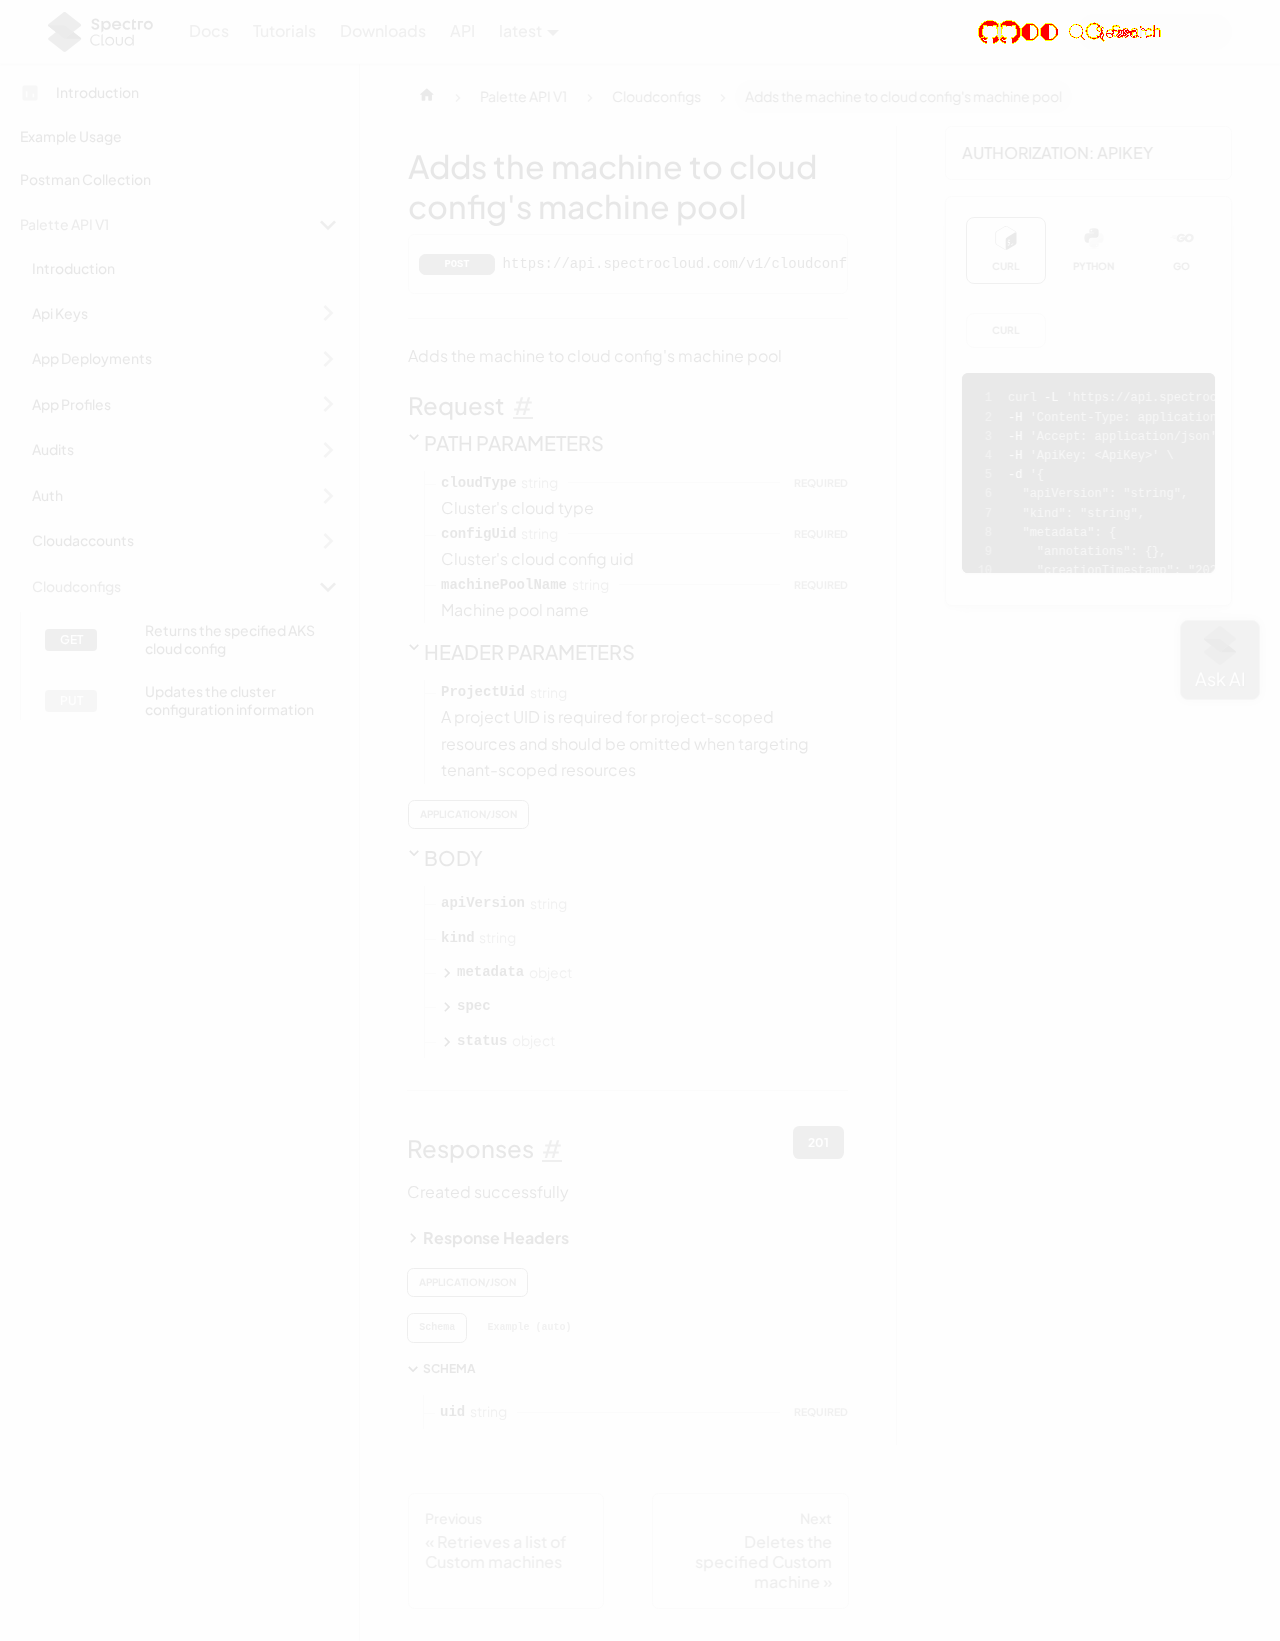 Spectro
Cloud
Docs
Tutorials
Downloads
API
latest
Search
Introduction
Example Usage
Postman Collection
Palette API V1
Introduction
Api Keys
App Deployments
App Profiles
Audits
Auth
Cloudaccounts
Cloudconfigs
GET
Returns the specified AKS
cloud config
PUT
Updates the cluster
configuration information
Palette API V1
Cloudconfigs
Adds the machine to cloud config's machine pool
Adds the machine to cloud
config's machine pool
POST
https://api.spectrocloud.com/v1/cloudconf
Adds the machine to cloud config's machine pool
Request #
PATH PARAMETERS
cloudType string REQUIRED
Cluster's cloud type
configUid string REQUIRED
Cluster's cloud config uid
machinePoolName string REQUIRED
Machine pool name
HEADER PARAMETERS
ProjectUid string
A project UID is required for project-scoped
resources and should be omitted when targeting
tenant-scoped resources
APPLICATION/JSON
BODY
apiVersion string
kind string
metadata object
spec
status object
Responses #
201
Created successfully
Response Headers
APPLICATION/JSON
Schema
Example (auto)
SCHEMA
uid string REQUIRED
Previous
« Retrieves a list of
Custom machines
Next
Deletes the
specified Custom
machine »
AUTHORIZATION: APIKEY
CURL
PYTHON
GO
GO
CURL
1 curl -L 'https://api.spectroc
2 -H 'Content-Type: application
3 -H 'Accept: application/json'
4 -H 'ApiKey: <ApiKey>' \
5 -d '{
6 "apiVersion": "string",
7 "kind": "string",
8 "metadata": {
9 "annotations": {},
10 "creationTimestamp": "202
Ask AI